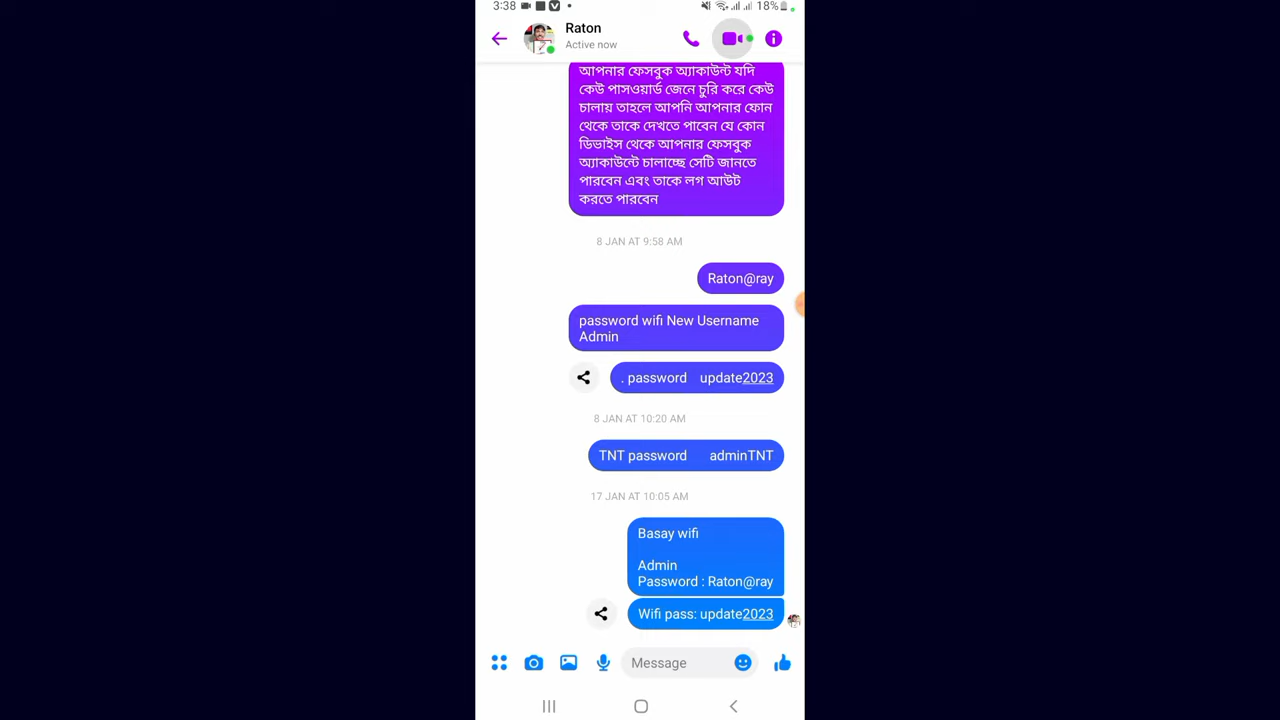 3:38
18%
Raton
Active now
আপনার ফেসবুক অ্যাকাউন্ট যদি
কেউ পাসওয়ার্ড জেনে চুরি করে কেউ
চালায় তাহলে আপনি আপনার ফোন
থেকে তাকে দেখতে পাবেন যে কোন
ডিভাইস থেকে আপনার ফেসবুক
অ্যাকাউন্টে চালাচ্ছে সেটি জানতে
পারবেন এবং তাকে লগ আউট
করতে পারবেন
8 JAN AT 9:58 AM
Raton@ray
password wifi New Username
Admin
. password update2023
8 JAN AT 10:20 AM
TNT password adminTNT
17 JAN AT 10:05 AM
Basay wifi
Admin
Password : Raton@ray
Wifi pass: update2023
Message